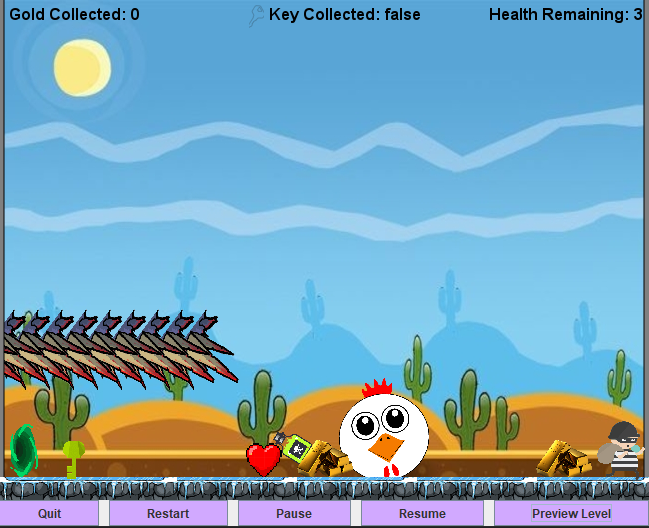 Gold Collected: 0
Key Collected: false
Health Remaining: 3
Quit
Restart
Pause
Resume
Preview Level